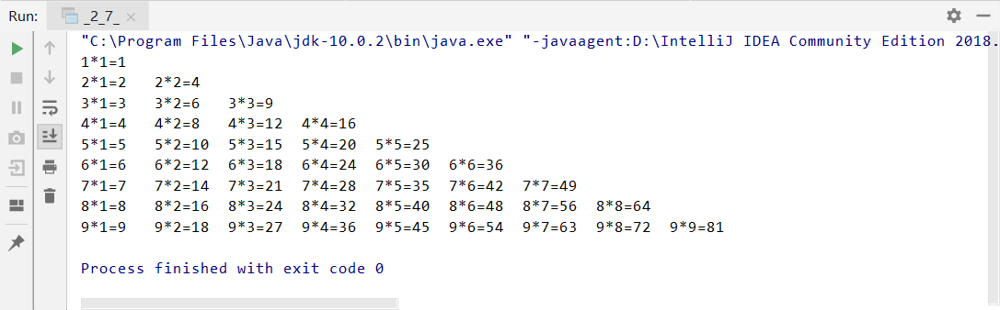 Run: _2_7_
"C:\Program Files\Java\jdk-10.0.2\bin\java.exe" "-javaagent:D:\IntelliJ IDEA Community Edition 2018.
1*1=1
2*1=2 2*2=4
3*1=3 3*2=6 3*3=9
4*1=4 4*2=8 4*3=12 4*4=16
5*1=5 5*2=10 5*3=15 5*4=20 5*5=25
6*1=6 6*2=12 6*3=18 6*4=24 6*5=30 6*6=36
7*1=7 7*2=14 7*3=21 7*4=28 7*5=35 7*6=42 7*7=49
8*1=8 8*2=16 8*3=24 8*4=32 8*5=40 8*6=48 8*7=56 8*8=64
9*1=9 9*2=18 9*3=27 9*4=36 9*5=45 9*6=54 9*7=63 9*8=72 9*9=81
Process finished with exit code 0